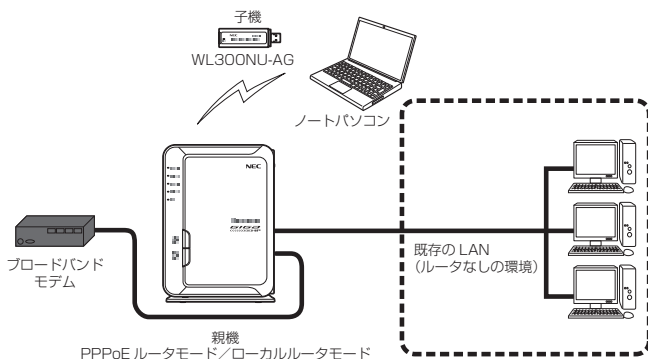 子機
NEC
WL300NU-AG
ノートパソコン
NEC
GIGA
ブロードバンド
モデム
既存の LAN
(ルータなしの環境)
親機
PPPoE ルータモード/ローカルルータモード